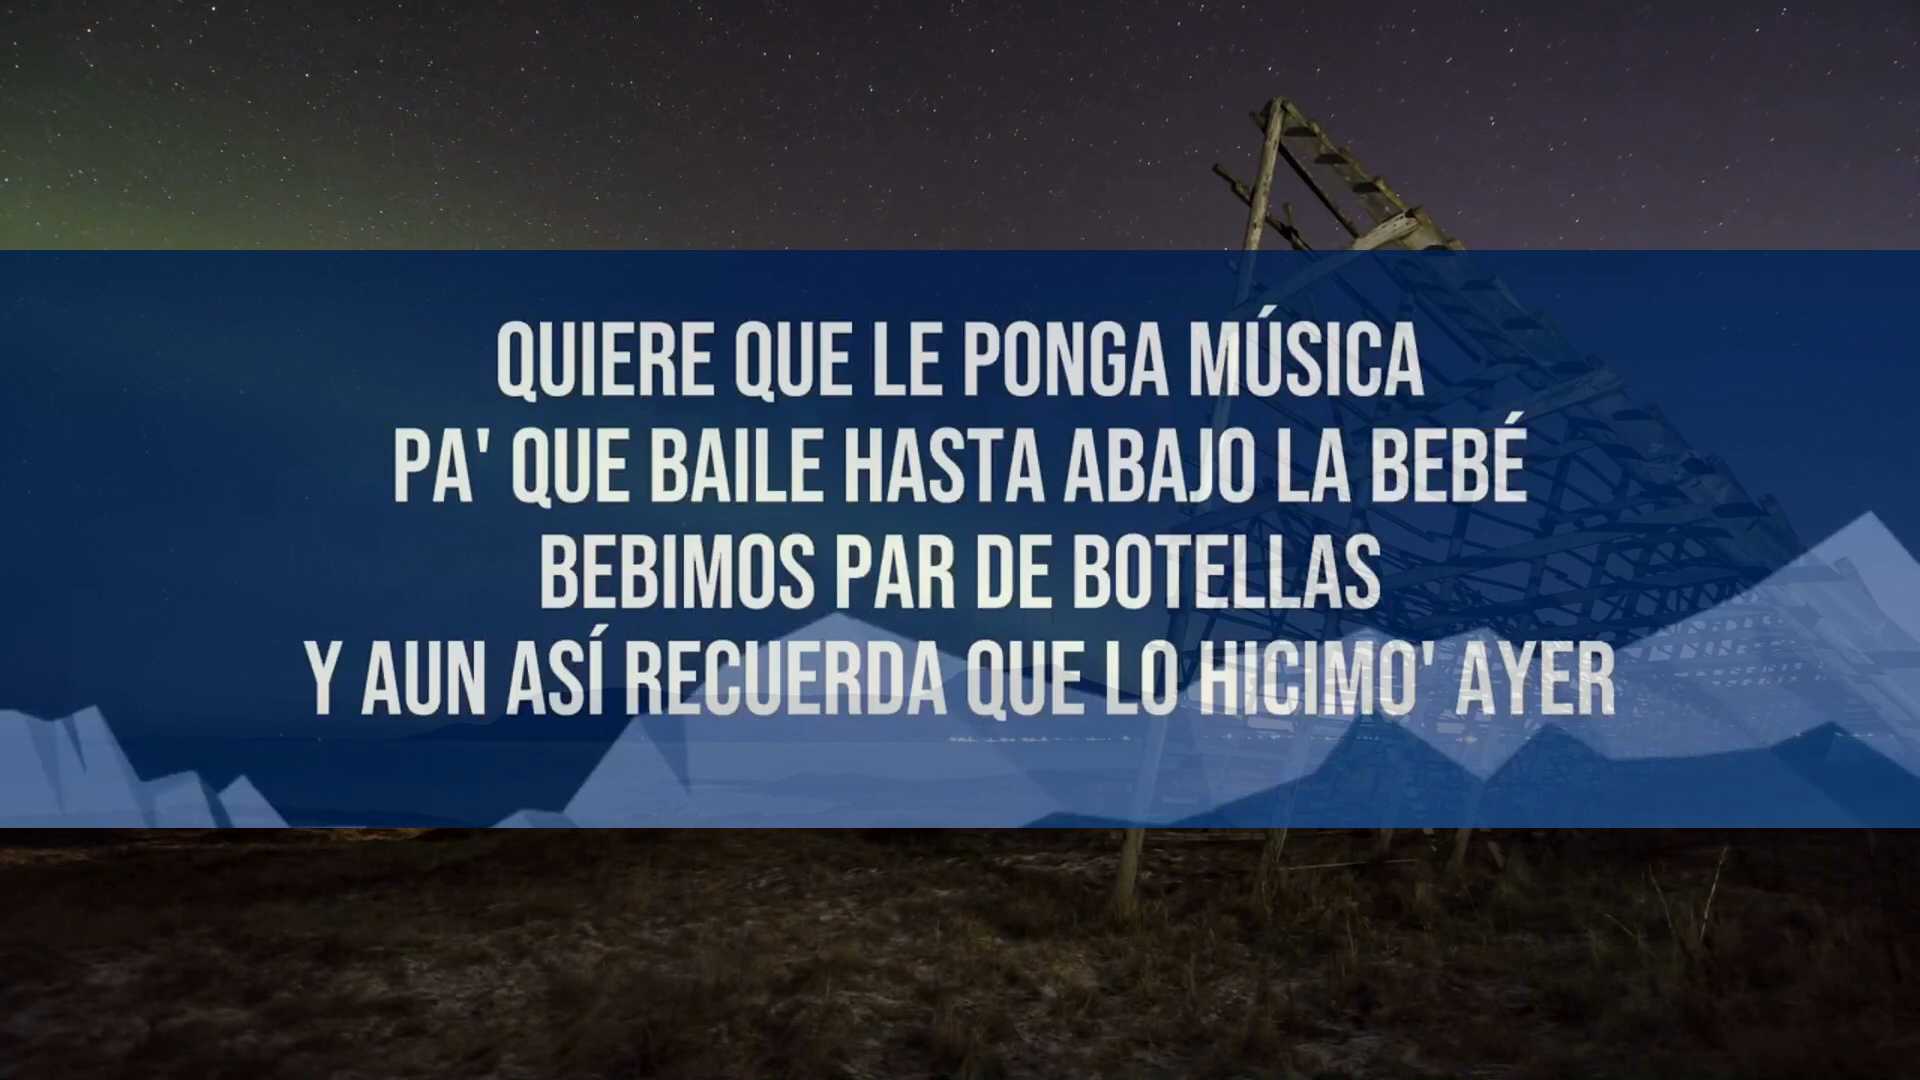 QUIERE QUE LE PONGA MÚSICA
PA' QUE BAILE HASTA ABAJO LA BEBÉ
BEBIMOS PAR DE BOTELLAS
Y AUN ASÍ RECUERDA QUE LO HICIMO' AYER